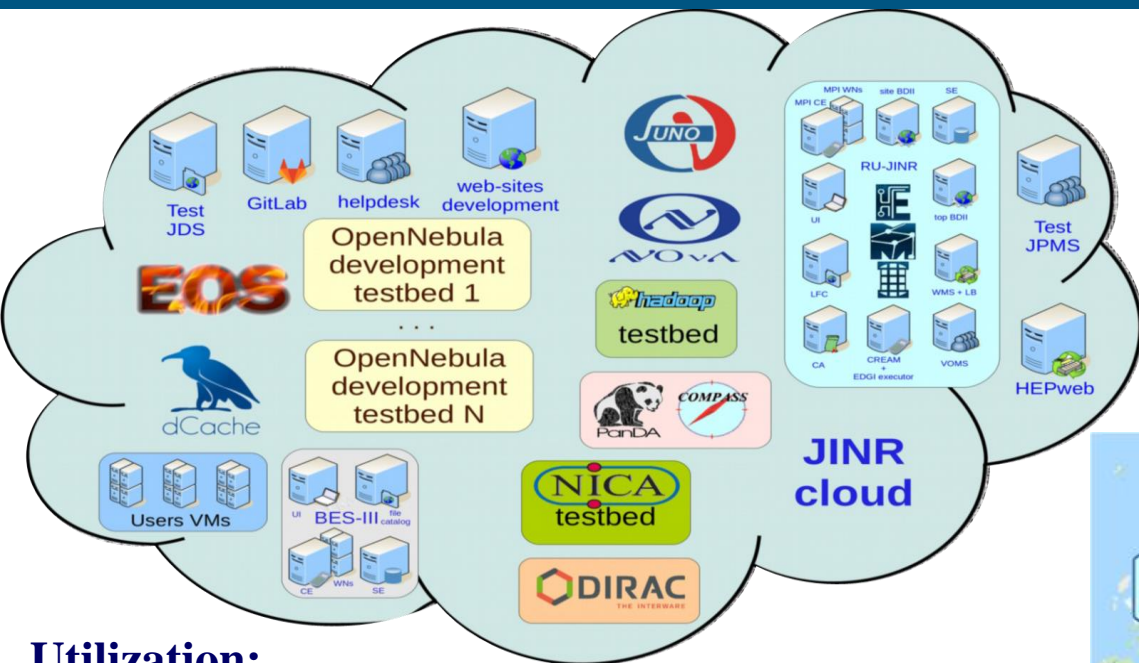 Test
JDS
GitLab
helpdesk
web-sites
development
OpenNebula
development
testbed 1
...
OpenNebula
development
testbed N
EOS
dCache
Users VMs
UI
BES-III
file
catalog
CE
WNs
SE
JUNO
NOvA
hadoop
testbed
PanDA
COMPASS
NICA
testbed
DIRAC
THE INTERWARE
MPI WNs
site BDII
SE
MPI CE
RU-JINR
UI
top BDII
LFC
WMS + LB
CA
CREAM
+
EDGI executor
VOMS
Test
JPMS
HEPweb
JINR
cloud
Utilization: